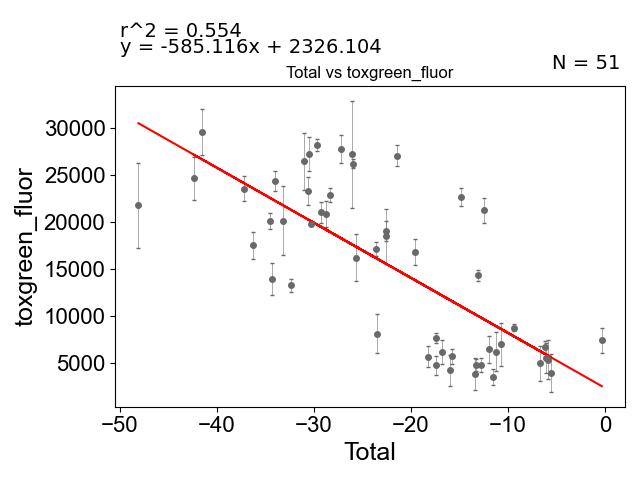 r^2 = 0.554
y = -585.116x + 2326.104
N = 51
Total vs toxgreen_fluor
30000
25000
20000
15000
10000
5000
toxgreen_fluor
−50 −40 −30 −20 −10 0
Total